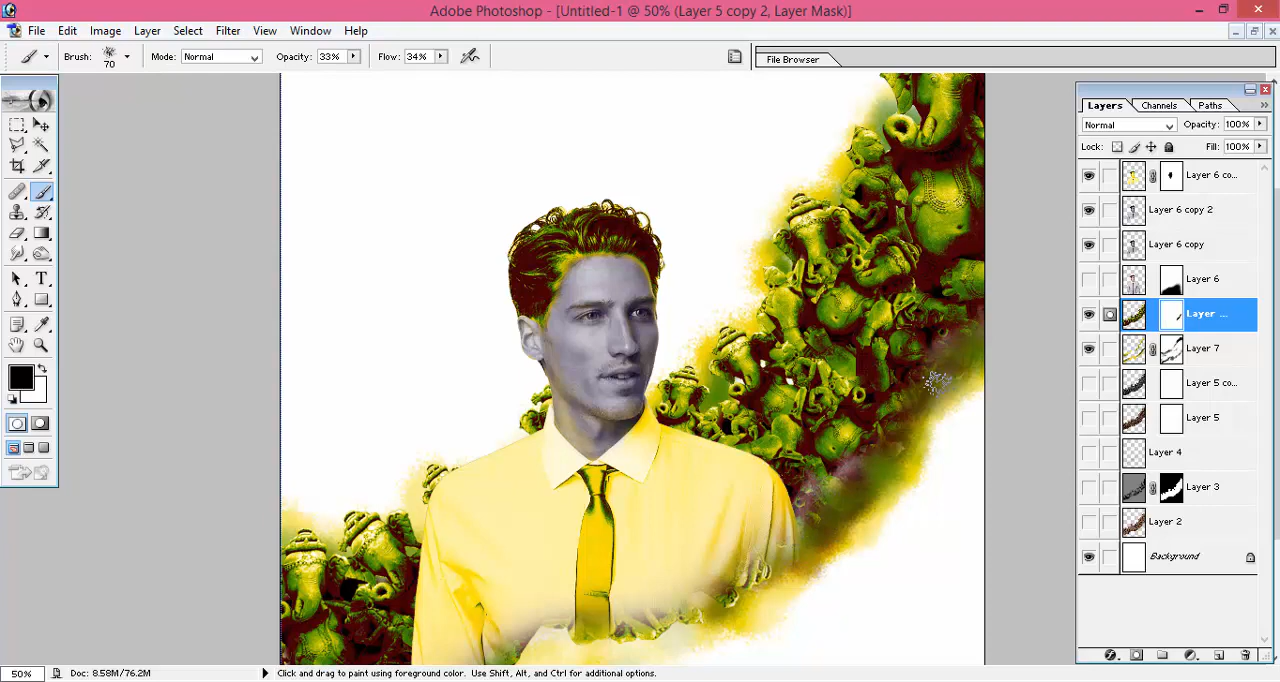 Adobe Photoshop - [Untitled-1 @ 50% (Layer 5 copy 2, Layer Mask)]
File Edit Image Layer Select Filter View Window Help
Brush: 70 Mode: Normal Opacity: 33% Flow: 34% File Browser
Layers Channels Paths
Normal Opacity: 100%
Lock: Fill: 100%
Layer 6 co...
Layer 6 copy 2
Layer 6 copy
Layer 6
Layer ...
Layer 7
Layer 5 co...
Layer 5
Layer 4
Layer 3
Layer 2
Background
50% Doc: 8.58M/76.2M Click and drag to paint using foreground color. Use Shift, Alt, and Ctrl for additional options.